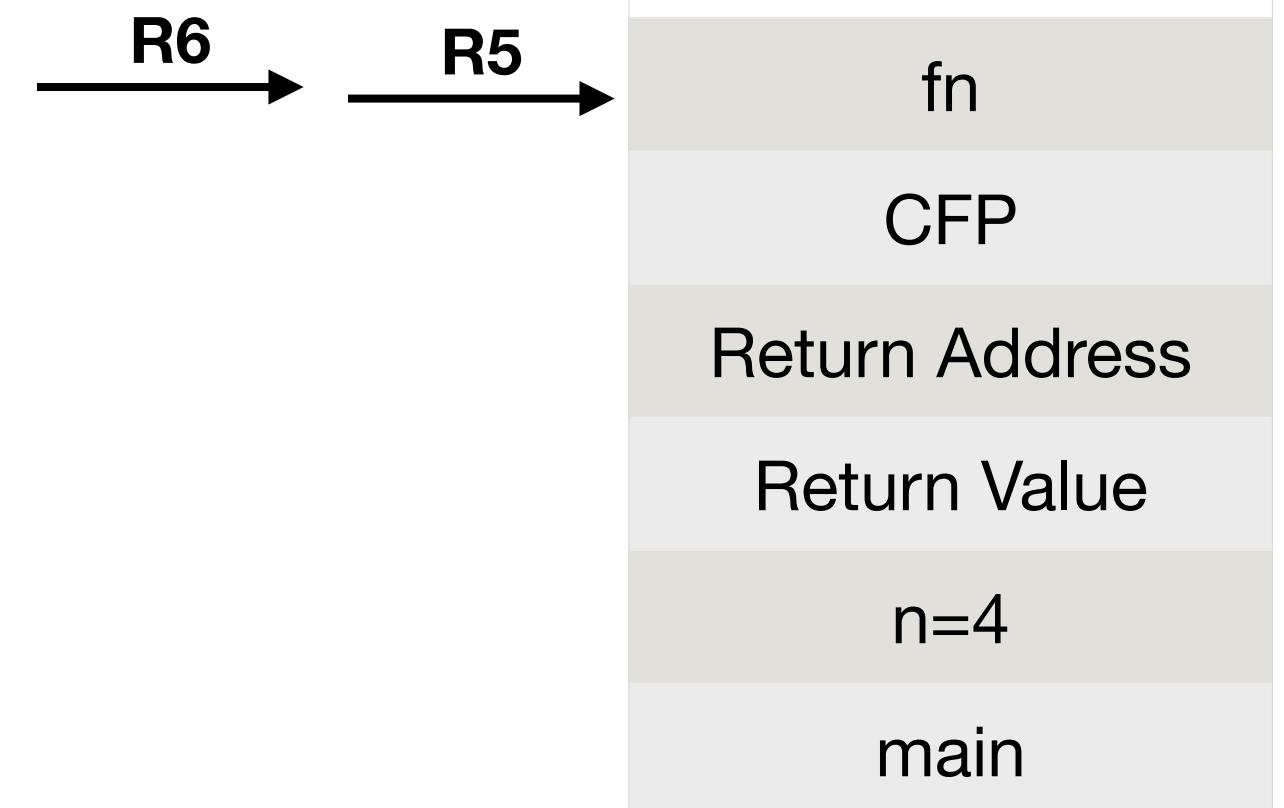 R6
R5
fn
CFP
Return Address
Return Value
n=4
main